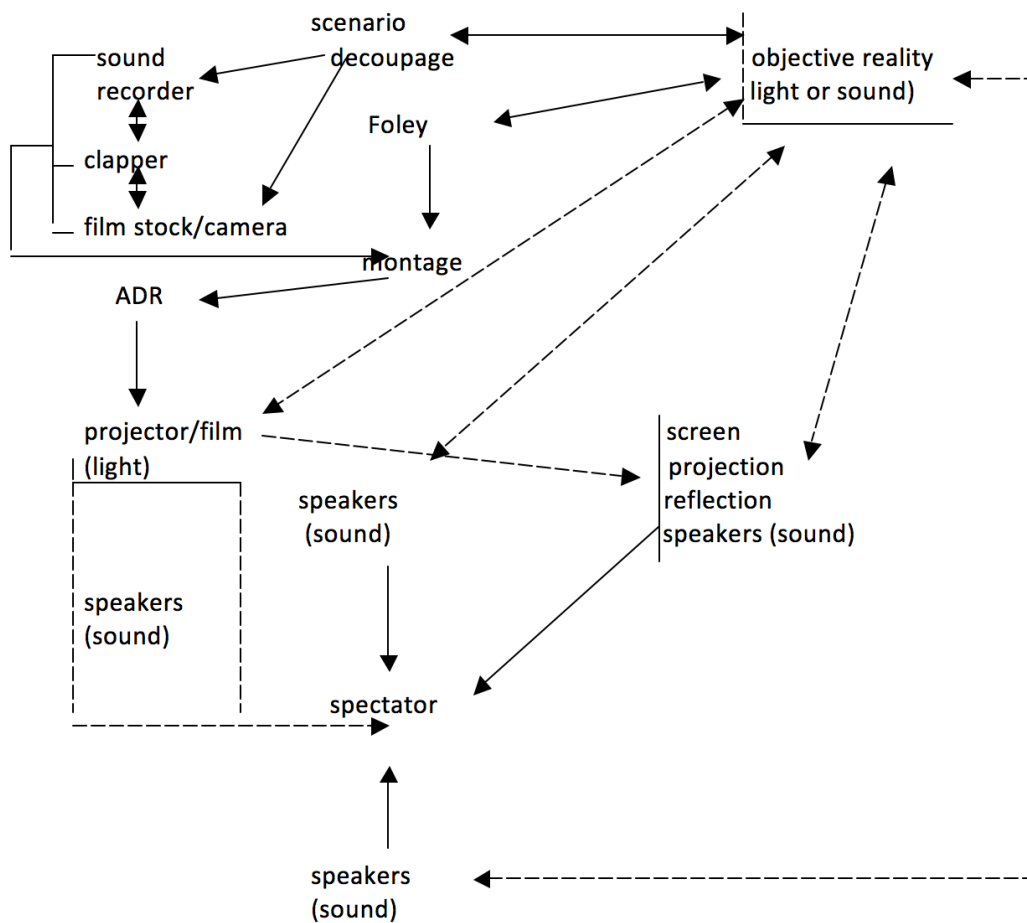 scenario
decoupage
sound
recorder
objective reality
light or sound)
Foley
clapper
film stock/camera
montage
ADR
projector/film
(light)
screen
projection
reflection
speakers (sound)
speakers
(sound)
speakers
(sound)
spectator
speakers
(sound)